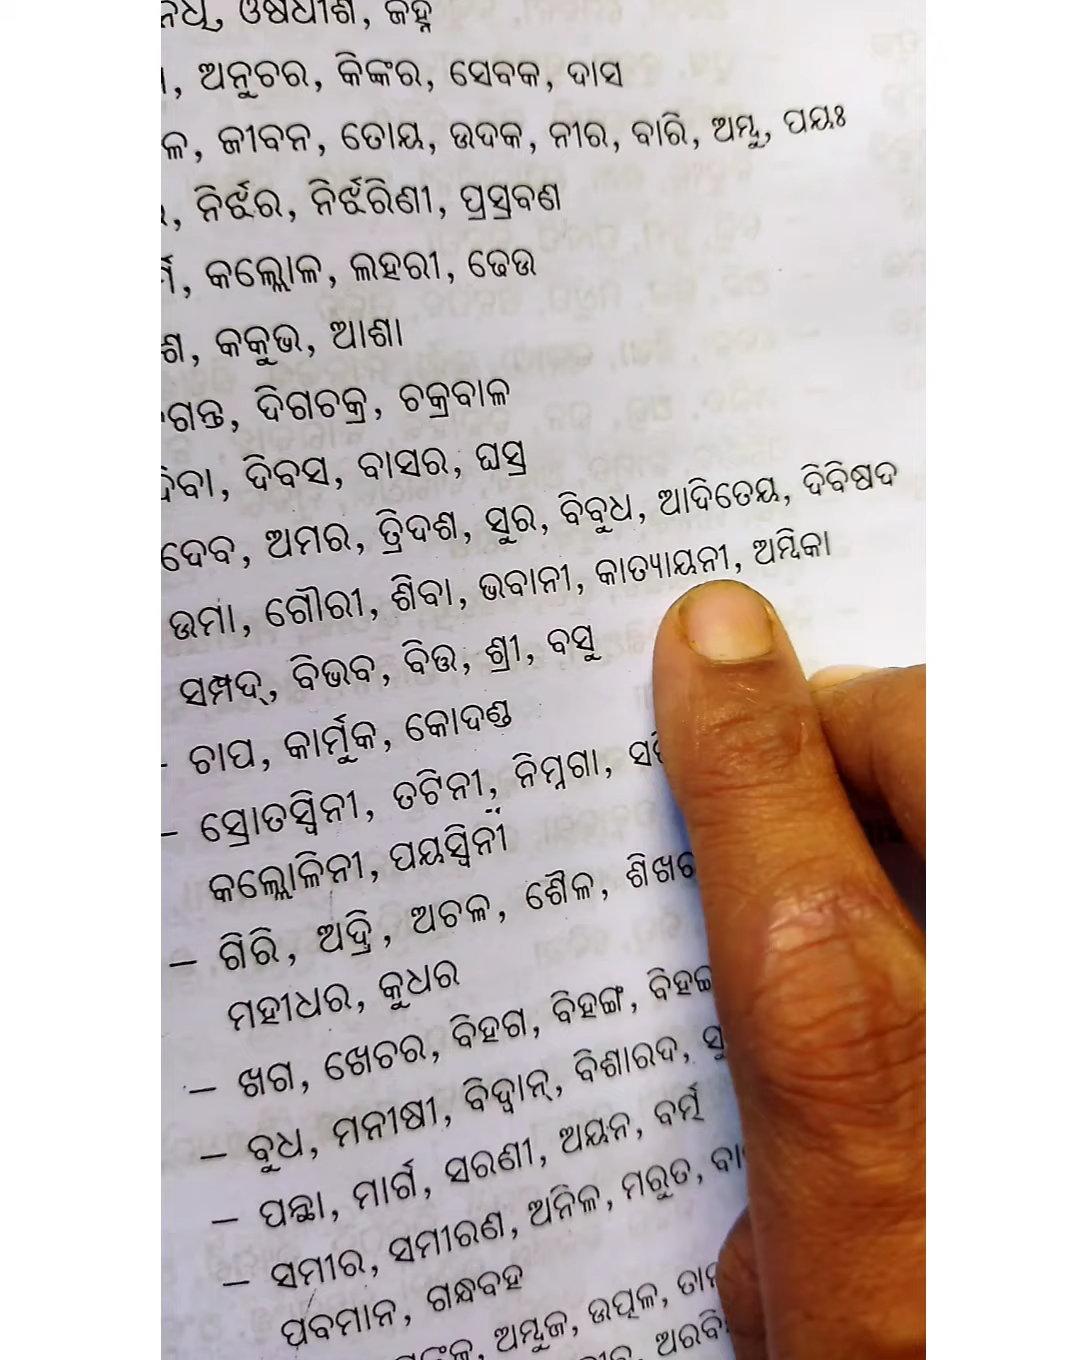 ଓଷଧୀଶ, ଜହ୍ନ
, ଅନୁଚର, କିଙ୍କର, ସେବକ, ଦାସ
ଳ, ଜୀବନ, ତୋୟ, ଉଦକ, ନୀର, ବାରି, ଅମ୍ବୁ, ପୟଃ
, ନିର୍ଝର, ନିର୍ଝରିଣୀ, ପ୍ରସ୍ରବଣ
, କଲ୍ଲୋଳ, ଲହରୀ, ଢେଉ
ଶ, କକୁଭ, ଆଶା
ଗନ୍ତ, ଦିଗଚକ୍ର, ଚକ୍ରବାଳ
ଦିବା, ଦିବସ, ବାସର, ଘସ୍ର
ଦେବ, ଅମର, ତ୍ରିଦଶ, ସୁର, ବିବୁଧ, ଆଦିତେୟ, ଦିବିଷଦ
ଉମା, ଗୌରୀ, ଶିବା, ଭବାନୀ, କାତ୍ୟାୟନୀ, ଅମ୍ବିକା
ସମ୍ପଦ୍, ବିଭବ, ବିତ୍ତ, ଶ୍ରୀ, ବସୁ
– ଚାପ, କାର୍ମୁକ, କୋଦଣ୍ଡ
– ସ୍ରୋତସ୍ୱିନୀ, ତଟିନୀ, ନିମ୍ନଗା,
କଲ୍ଲୋଳିନୀ, ପୟସ୍ୱିନୀ
– ଗିରି, ଅଦ୍ରି, ଅଚଳ, ଶୈଳ, ଶିଖର
ମହୀଧର, କୁଧର
– ଖଗ, ଖେଚର, ବିହଗ, ବିହଙ୍ଗ,
– ବୁଧ, ମନୀଷୀ, ବିଦ୍ୱାନ୍, ବିଶାରଦ,
– ପନ୍ଥା, ମାର୍ଗ, ସରଣୀ, ଅୟନ, ବର୍ତ୍ମ
– ସମୀର, ସମୀରଣ, ଅନିଳ, ମରୁତ,
ପବମାନ, ଗନ୍ଧବହ
ଅମ୍ବୁଜ, ଉତ୍ପଳ,